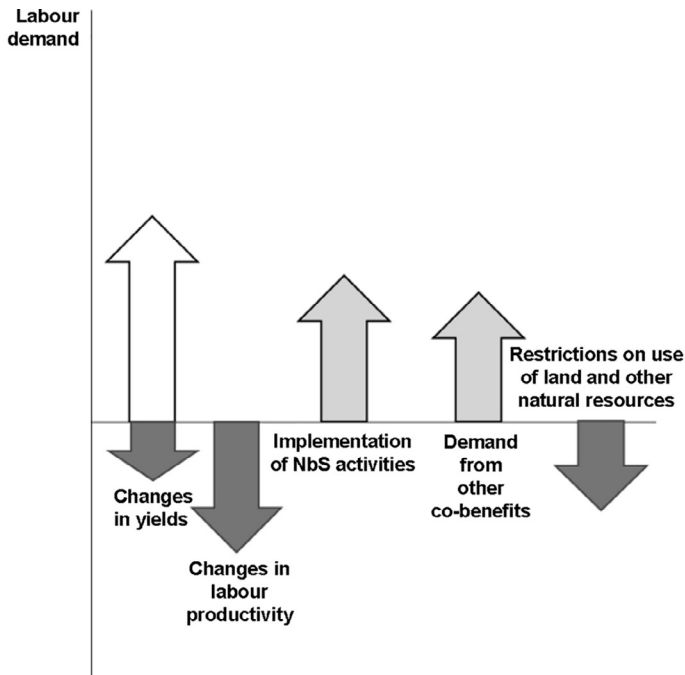 Labour
demand
Restrictions on use
of land and other
natural resources
Implementation
of NbS activities
Demand
from
other
co-benefits
Changes
in yields
Changes in
labour
productivity